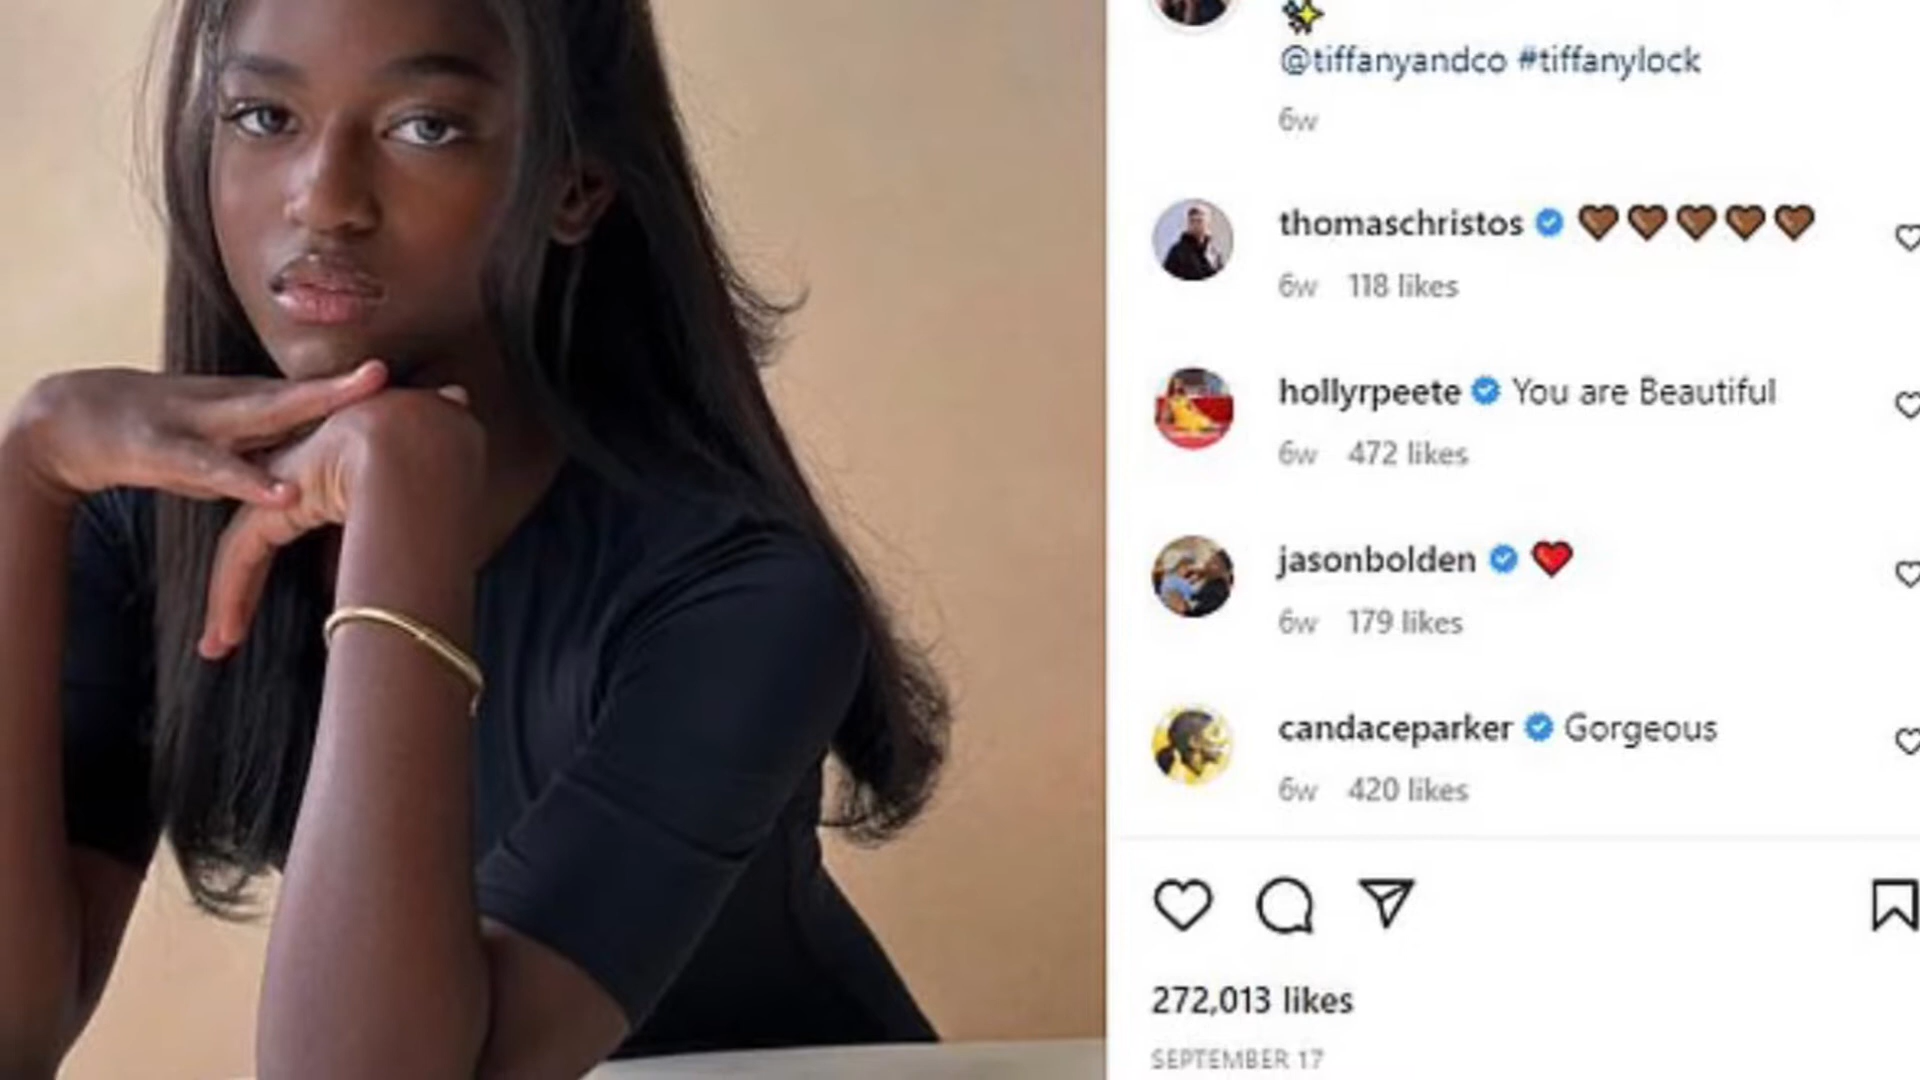 @tiffanyandco #tiffanylock
6w
thomaschristos 🤎🤎🤎🤎🤎
6w 118 likes
hollyrpeete You are Beautiful
6w 472 likes
jasonbolden ❤️
6w 179 likes
candaceparker Gorgeous
6w 420 likes
272,013 likes
SEPTEMBER 17